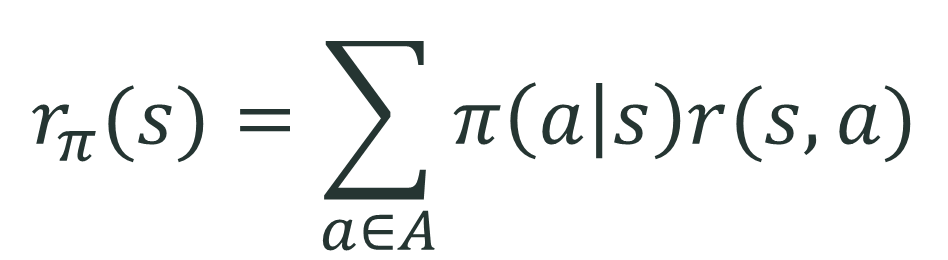 r_π(s) = ∑_{a∈A} π(a|s)r(s, a)